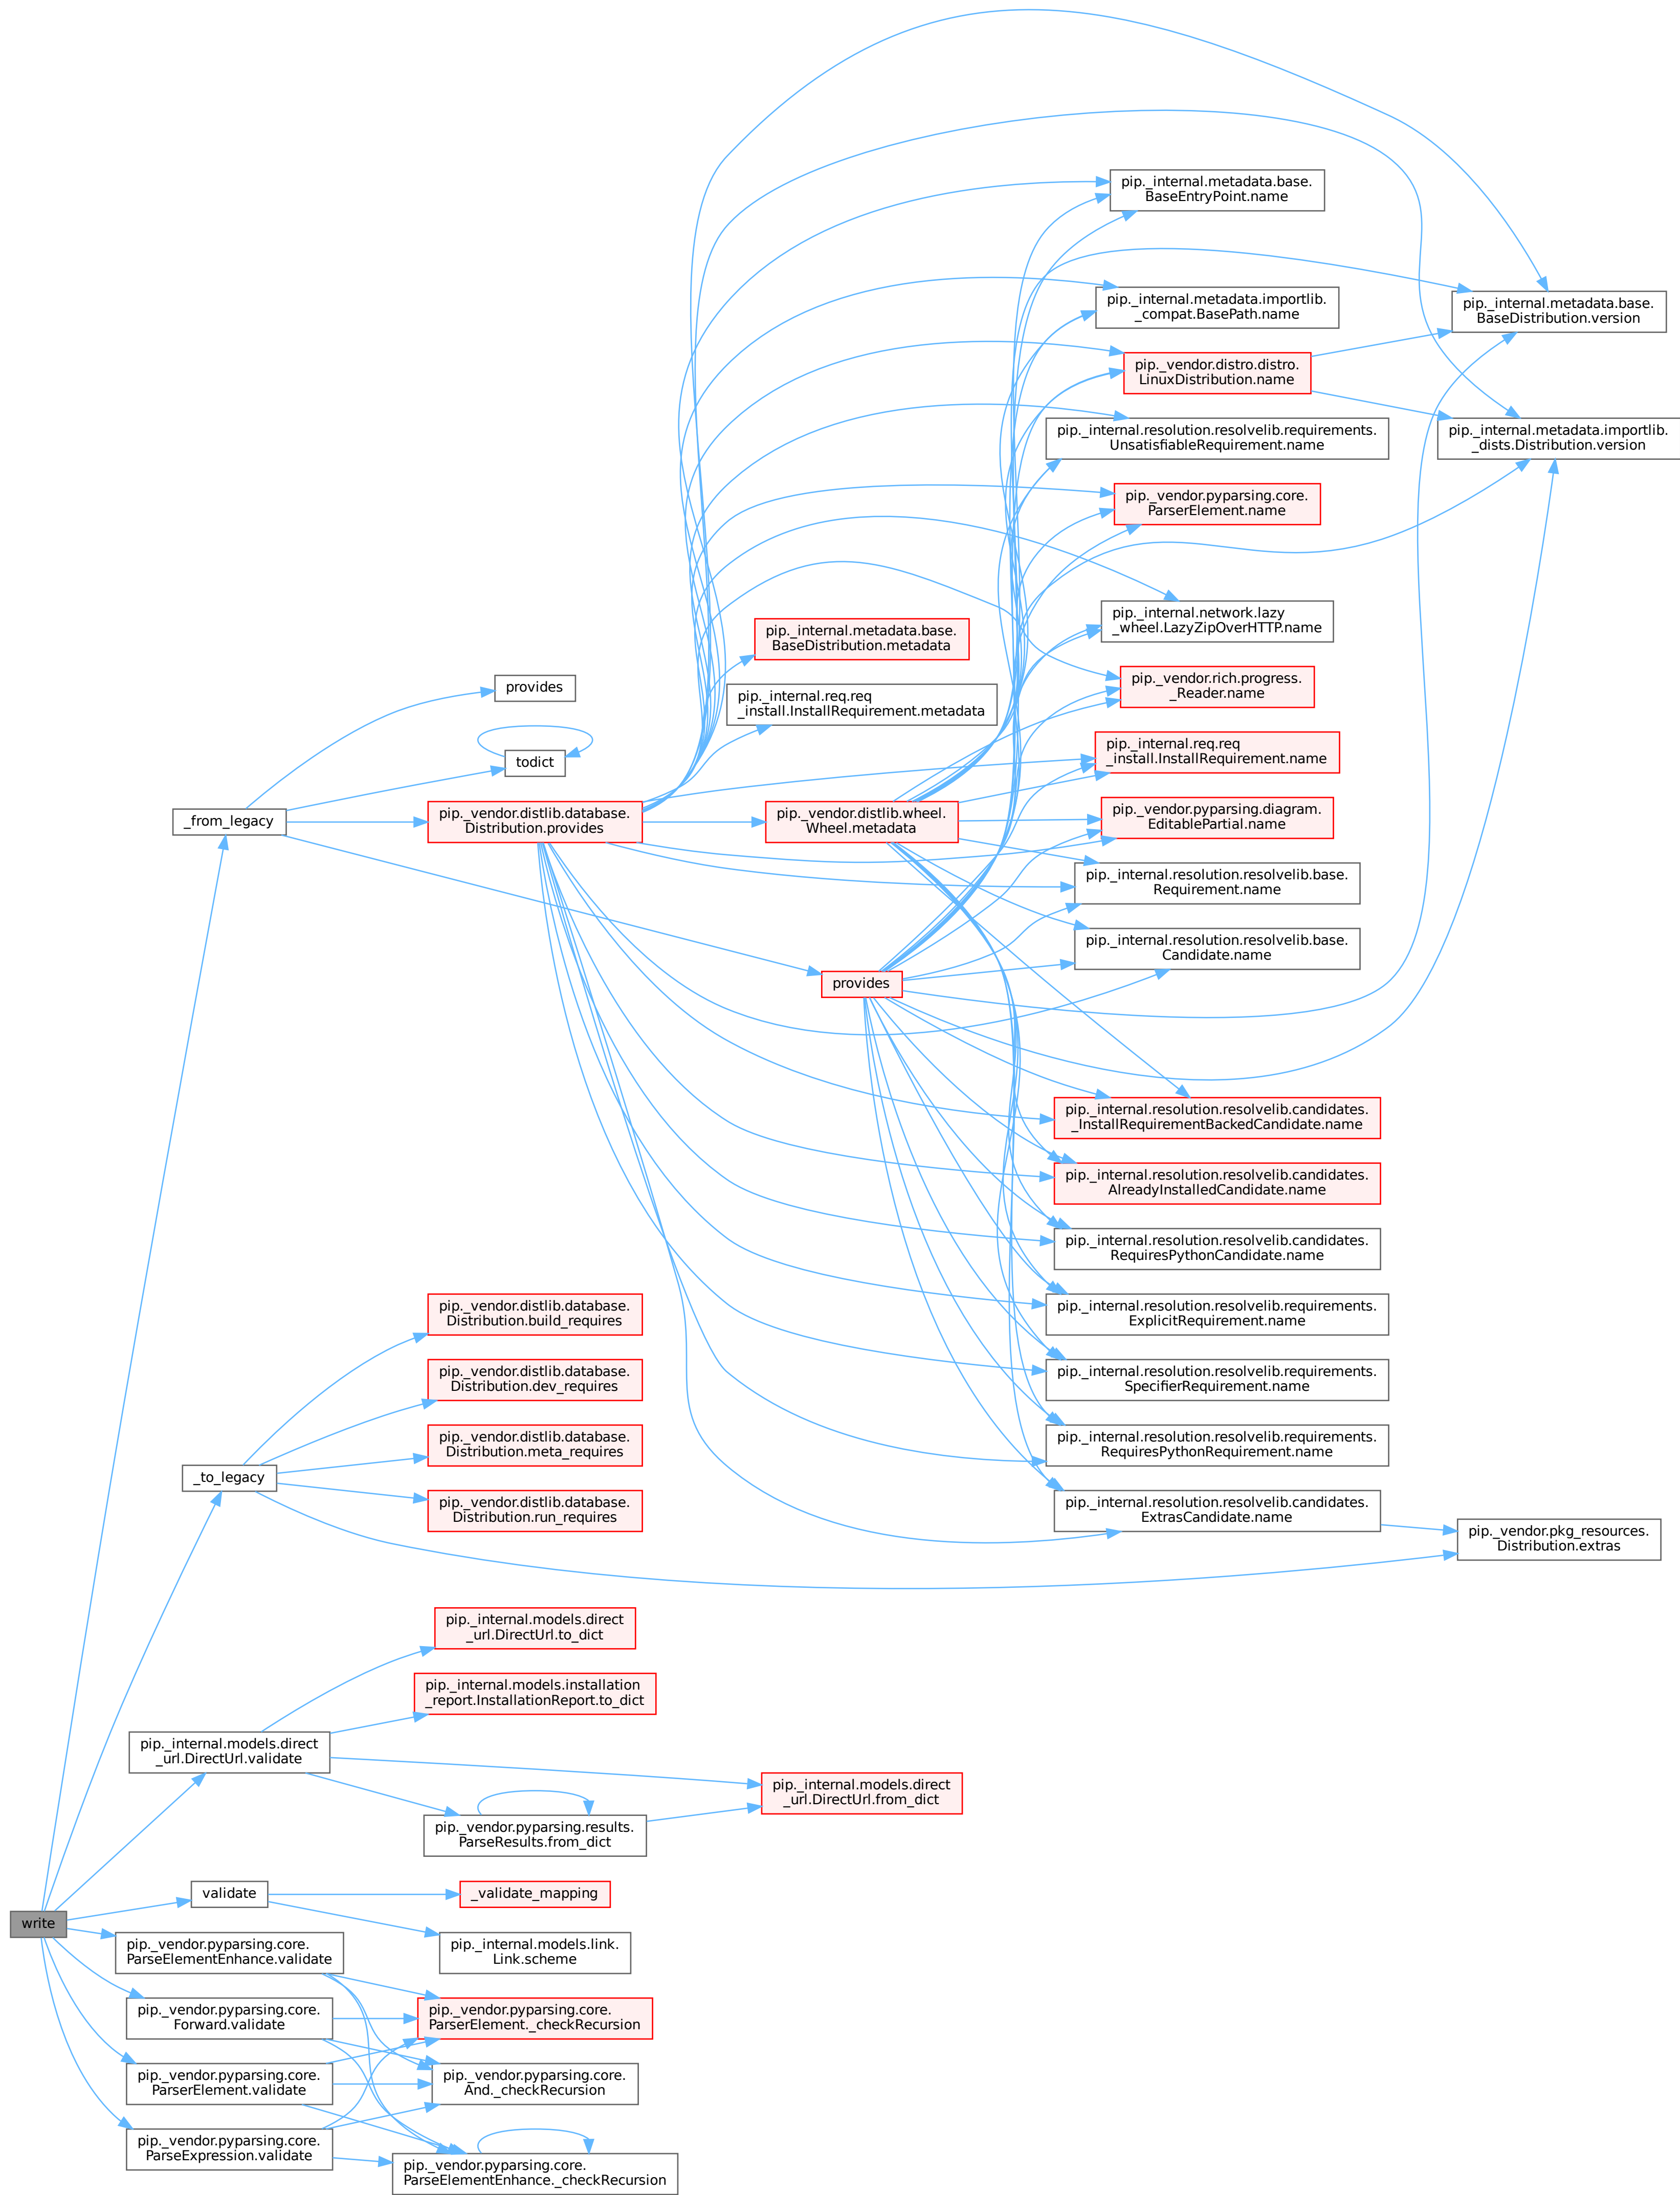 pip._internal.metadata.base.
BaseEntryPoint.name
pip._internal.metadata.importlib.
_compat.BasePath.name
pip._internal.metadata.base.
BaseDistribution.version
pip._vendor.distro.distro.
LinuxDistribution.name
pip._internal.resolution.resolvelib.requirements.
UnsatisfiableRequirement.name
pip._internal.metadata.importlib.
_dists.Distribution.version
pip._vendor.pyparsing.core.
ParserElement.name
pip._internal.network.lazy
_wheel.LazyZipOverHTTP.name
pip._internal.metadata.base.
BaseDistribution.metadata
pip._vendor.rich.progress.
_Reader.name
provides
pip._internal.req.req
_install.InstallRequirement.metadata
pip._internal.req.req
_install.InstallRequirement.name
todict
_from_legacy
pip._vendor.distlib.database.
Distribution.provides
pip._vendor.distlib.wheel.
Wheel.metadata
pip._vendor.pyparsing.diagram.
EditablePartial.name
pip._internal.resolution.resolvelib.base.
Requirement.name
pip._internal.resolution.resolvelib.base.
Candidate.name
provides
pip._internal.resolution.resolvelib.candidates.
_InstallRequirementBackedCandidate.name
pip._internal.resolution.resolvelib.candidates.
AlreadyInstalledCandidate.name
pip._internal.resolution.resolvelib.candidates.
RequiresPythonCandidate.name
pip._vendor.distlib.database.
Distribution.build_requires
pip._internal.resolution.resolvelib.requirements.
ExplicitRequirement.name
pip._vendor.distlib.database.
Distribution.dev_requires
pip._internal.resolution.resolvelib.requirements.
SpecifierRequirement.name
pip._vendor.distlib.database.
Distribution.meta_requires
pip._internal.resolution.resolvelib.requirements.
RequiresPythonRequirement.name
_to_legacy
pip._vendor.distlib.database.
Distribution.run_requires
pip._internal.resolution.resolvelib.candidates.
ExtrasCandidate.name
pip._vendor.pkg_resources.
Distribution.extras
pip._internal.models.direct
_url.DirectUrl.to_dict
pip._internal.models.installation
_report.InstallationReport.to_dict
pip._internal.models.direct
_url.DirectUrl.validate
pip._internal.models.direct
_url.DirectUrl.from_dict
pip._vendor.pyparsing.results.
ParseResults.from_dict
validate
_validate_mapping
write
pip._vendor.pyparsing.core.
ParseElementEnhance.validate
pip._internal.models.link.
Link.scheme
pip._vendor.pyparsing.core.
Forward.validate
pip._vendor.pyparsing.core.
ParserElement._checkRecursion
pip._vendor.pyparsing.core.
ParserElement.validate
pip._vendor.pyparsing.core.
And._checkRecursion
pip._vendor.pyparsing.core.
ParseExpression.validate
pip._vendor.pyparsing.core.
ParseElementEnhance._checkRecursion